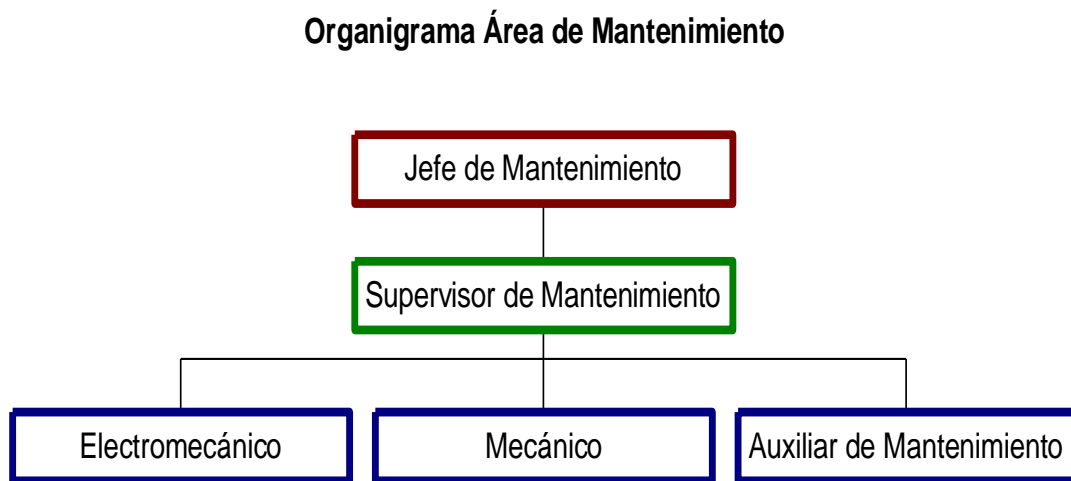 Organigrama Área de Mantenimiento
Jefe de Mantenimiento
Supervisor de Mantenimiento
Electromecánico
Mecánico
Auxiliar de Mantenimiento